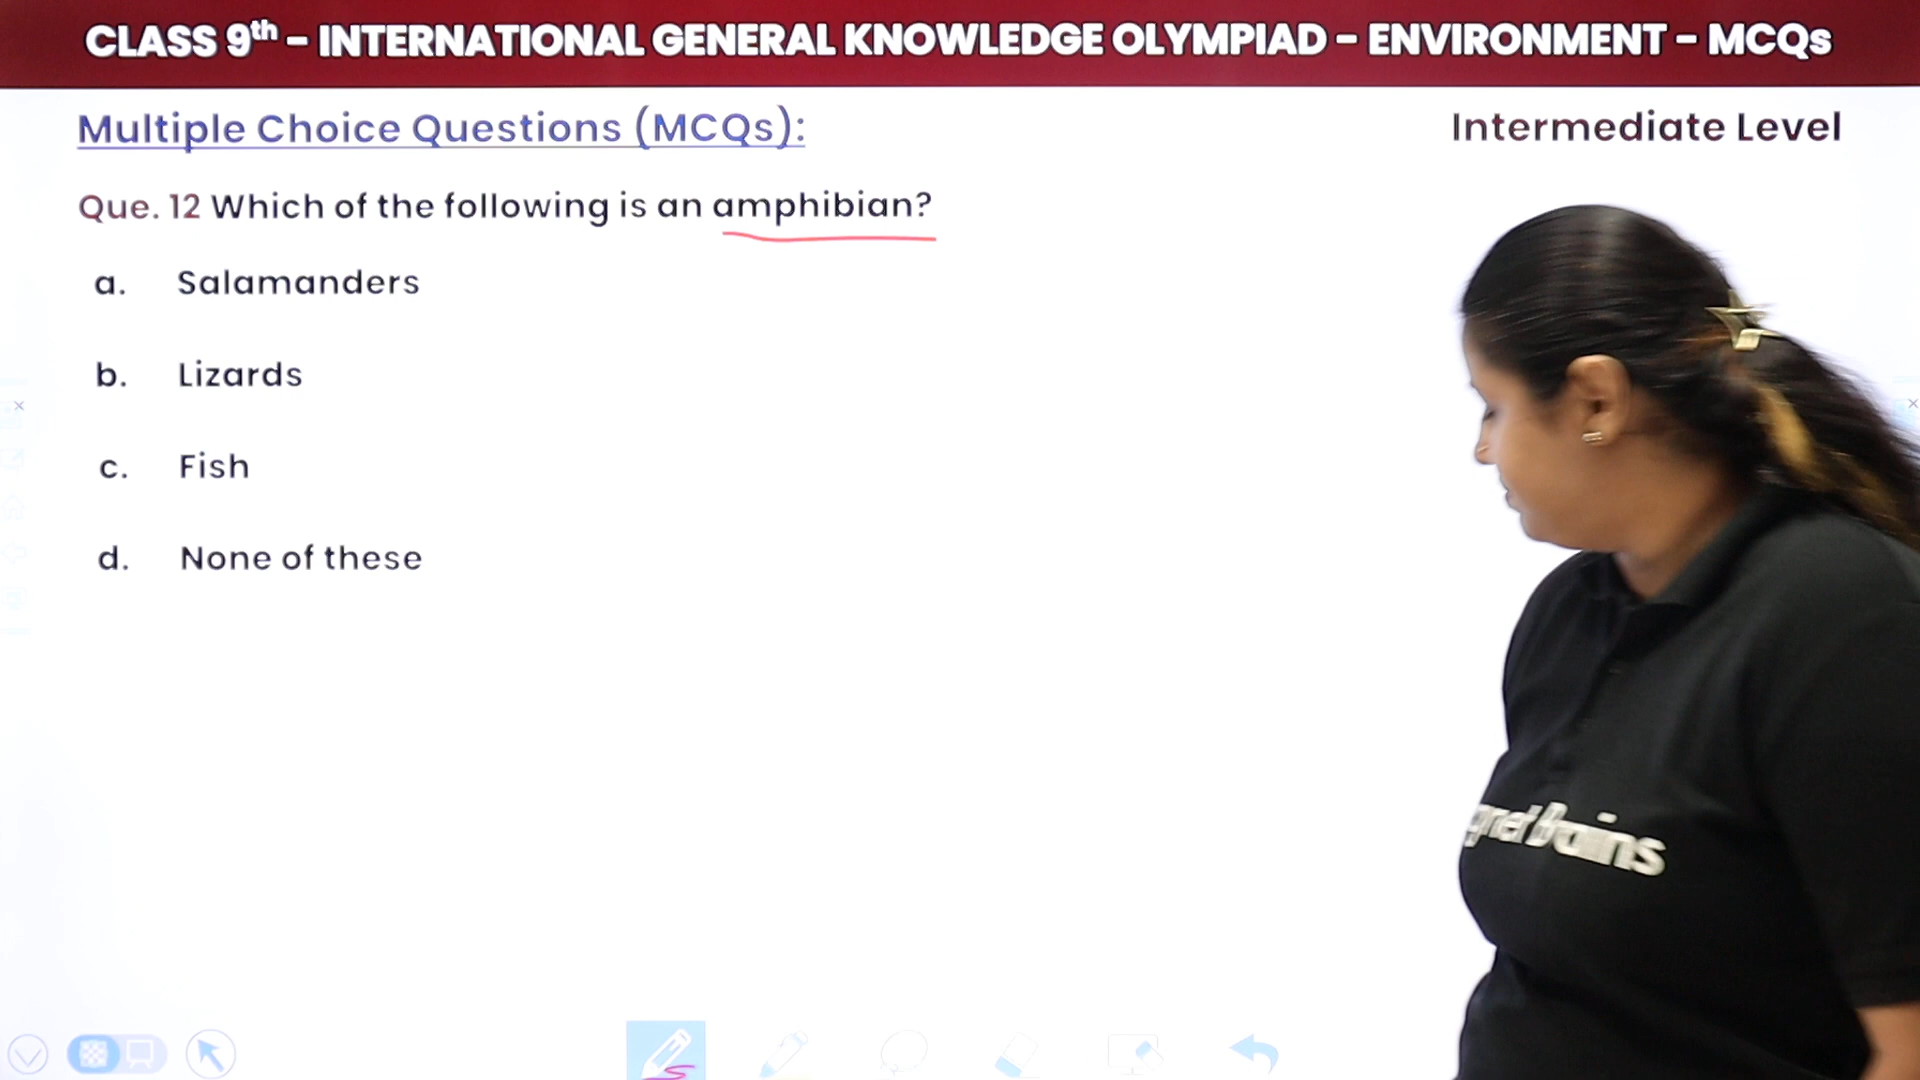 CLASS 9th - INTERNATIONAL GENERAL KNOWLEDGE OLYMPIAD - ENVIRONMENT - MCQs
Multiple Choice Questions (MCQs):
Intermediate Level
Que. 12 Which of the following is an amphibian?
a. Salamanders
b. Lizards
c. Fish
d. None of these
Brains